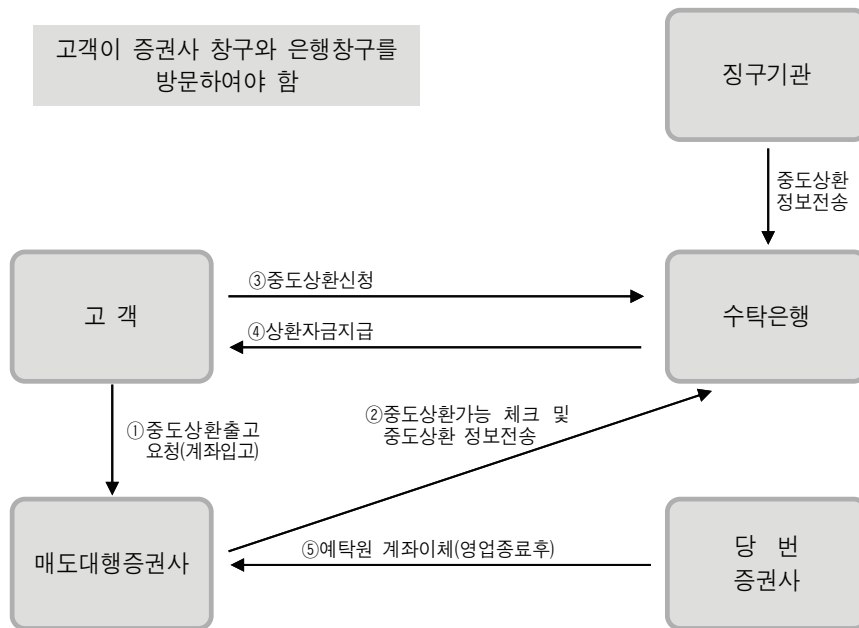 고객이 증권사 창구와 은행창구를
방문하여야 함
징구기관
중도상환
정보전송
③중도상환신청
고 객
수탁은행
④상환자금지급
①중도상환출고
요청(계좌입고)
②중도상환가능 체크 및
중도상환 정보전송
매도대행증권사
⑤예탁원 계좌이체(영업종료후)
당 번
증권사